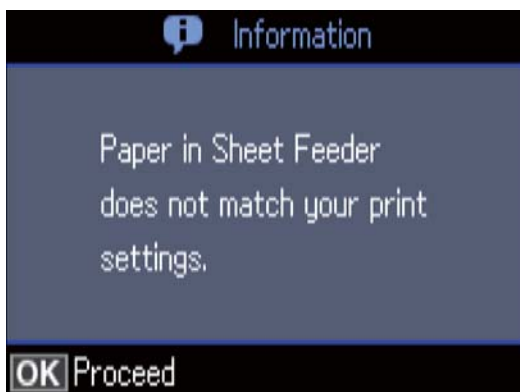 Information
Paper in Sheet Feeder
does not match your print
settings.
OK Proceed